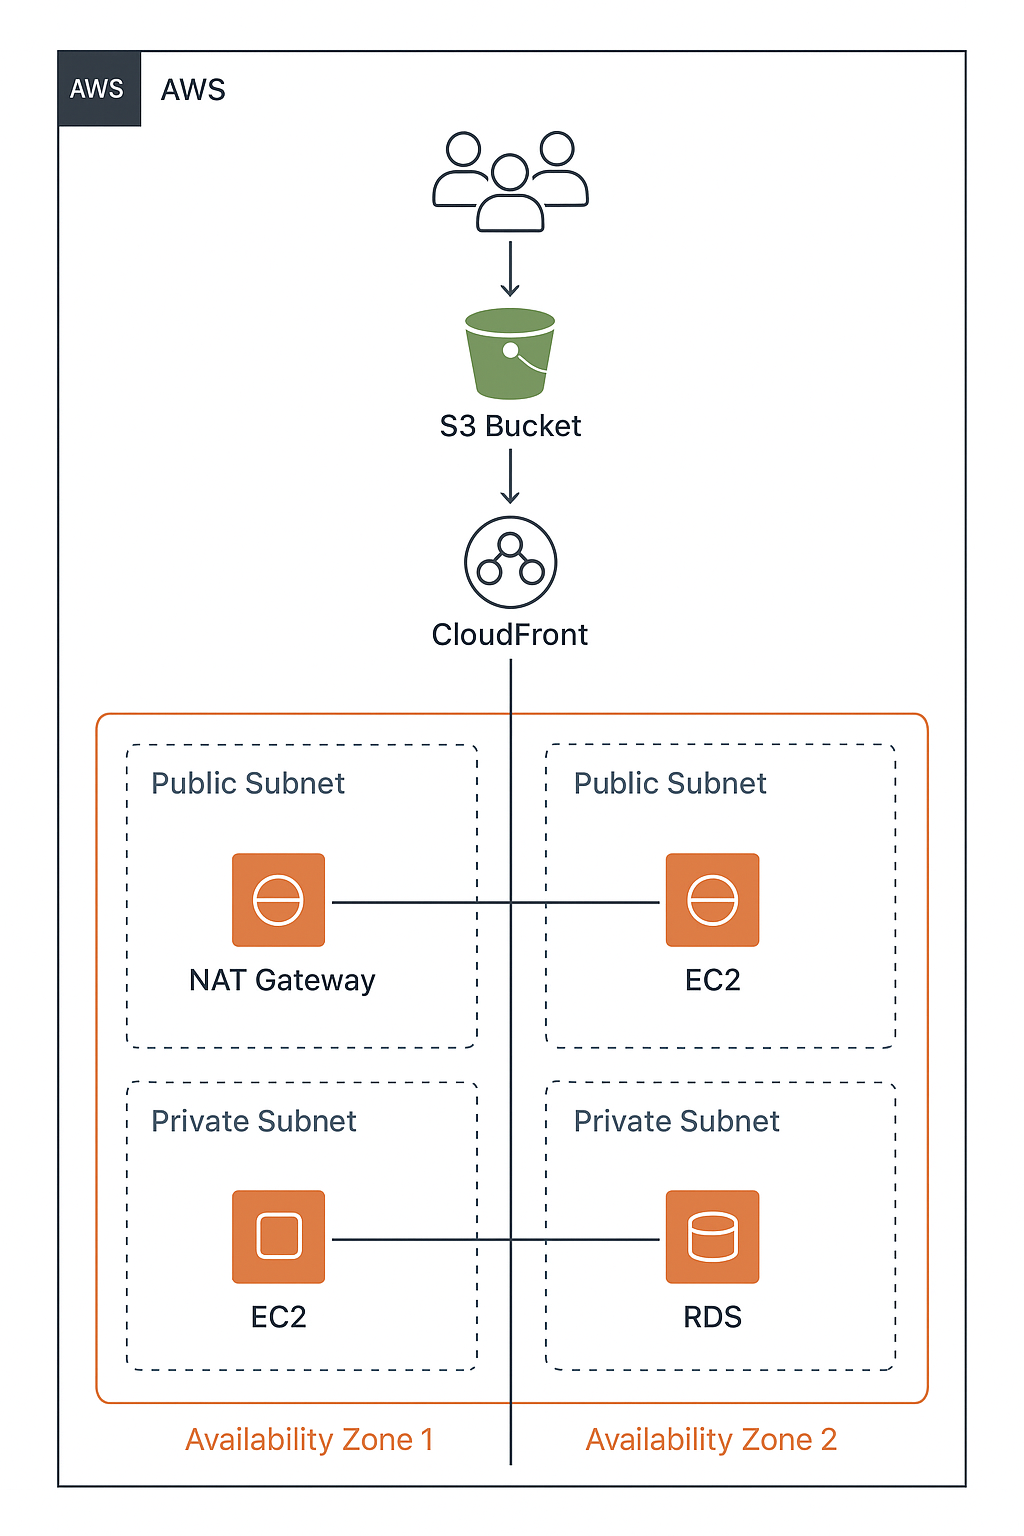 AWS
AWS
S3 Bucket
CloudFront
Public Subnet
Public Subnet
NAT Gateway
EC2
Private Subnet
Private Subnet
EC2
RDS
Availability Zone 1
Availability Zone 2